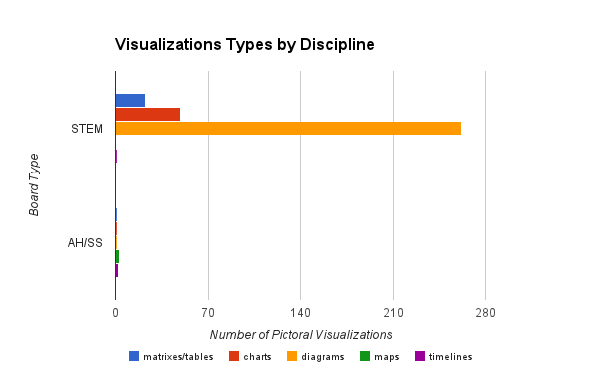 Visualizations Types by Discipline
STEM
AH/SS
Board Type
0 70 140 210 280
Number of Pictoral Visualizations
matrixes/tables charts diagrams maps timelines